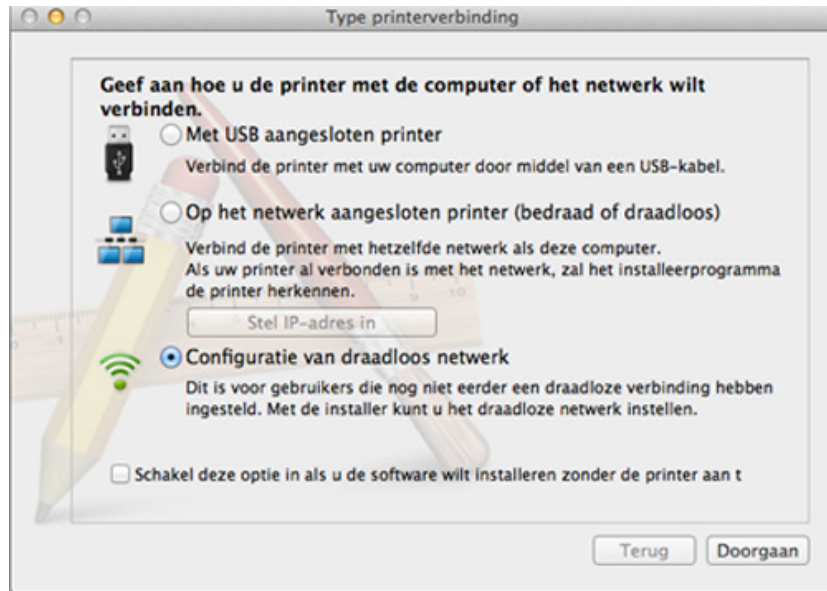 Type printerverbinding
Geef aan hoe u de printer met de computer of het netwerk wilt
verbinden.
Met USB aangesloten printer
Verbind de printer met uw computer door middel van een USB-kabel.
Op het netwerk aangesloten printer (bedraad of draadloos)
Verbind de printer met hetzelfde netwerk als deze computer.
Als uw printer al verbonden is met het netwerk, zal het installeerprogramma
de printer herkennen.
Stel IP-adres in
Configuratie van draadloos netwerk
Dit is voor gebruikers die nog niet eerder een draadloze verbinding hebben
ingesteld. Met de installer kunt u het draadloze netwerk instellen.
Schakel deze optie in als u de software wilt installeren zonder de printer aan t
Terug
Doorgaan